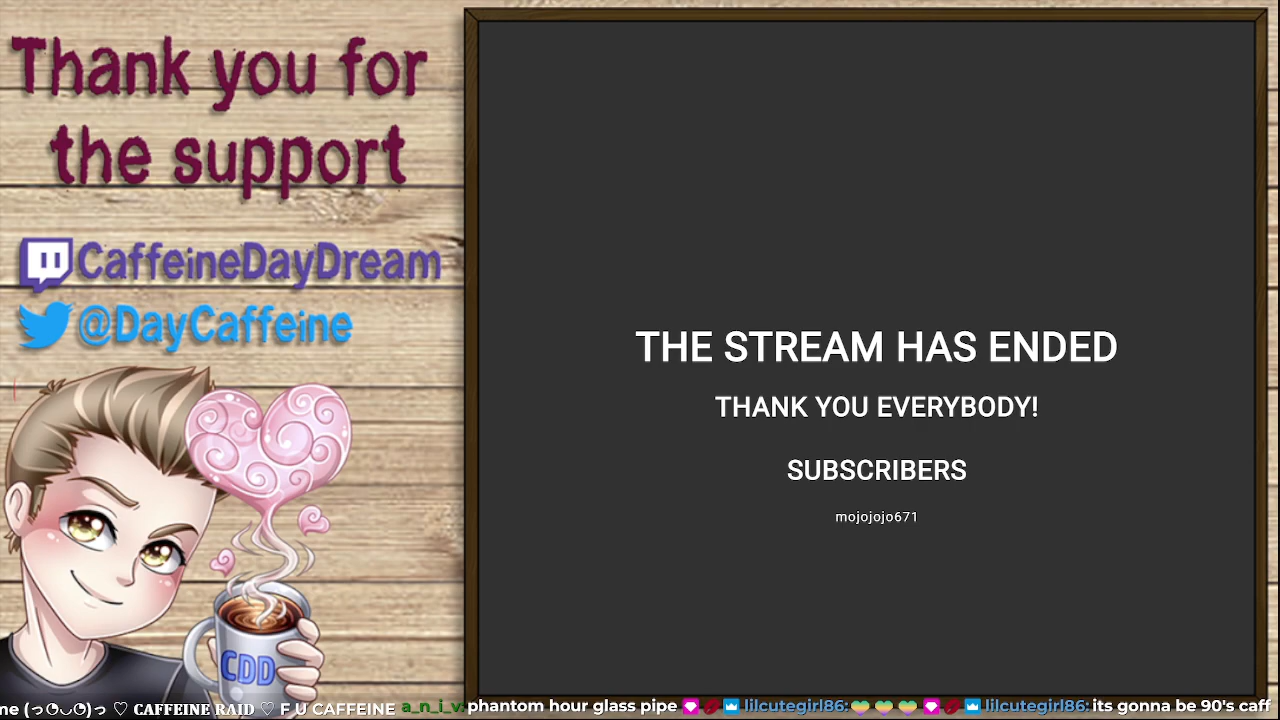 Thank you for
the support
CaffeineDayDream
@DayCaffeine
CDD
THE STREAM HAS ENDED
THANK YOU EVERYBODY!
SUBSCRIBERS
mojojojo671
ne (っ◔◡◔)っ ♡ CAFFEINE RAID ♡ F U CAFFEINE a_n_i_v: phantom hour glass pipe lilcutegirl86: lilcutegirl86: its gonna be 90's caff